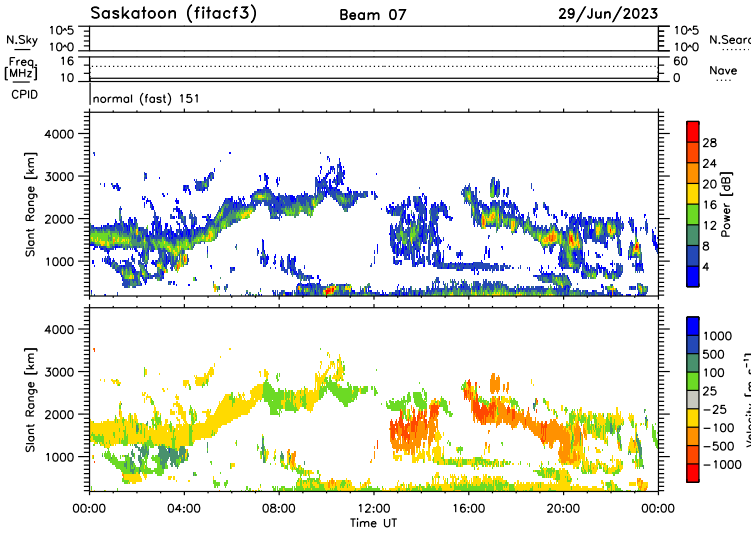 Saskatoon (fitacf3) Beam 07 29/Jun/2023
N.Sky 10^5 10^0 10^5 10^0 N.Sear
Freq. [MHz] 16 10 60 0 Nave
CPID normal (fast) 151
Slant Range [km] 4000 3000 2000 1000
Power [dB] 28 24 20 16 12 8 4
Slant Range [km] 4000 3000 2000 1000
Velocity [m s^-1] 1000 500 100 25 -25 -100 -500 -1000
00:00 04:00 08:00 12:00 16:00 20:00 00:00
Time UT